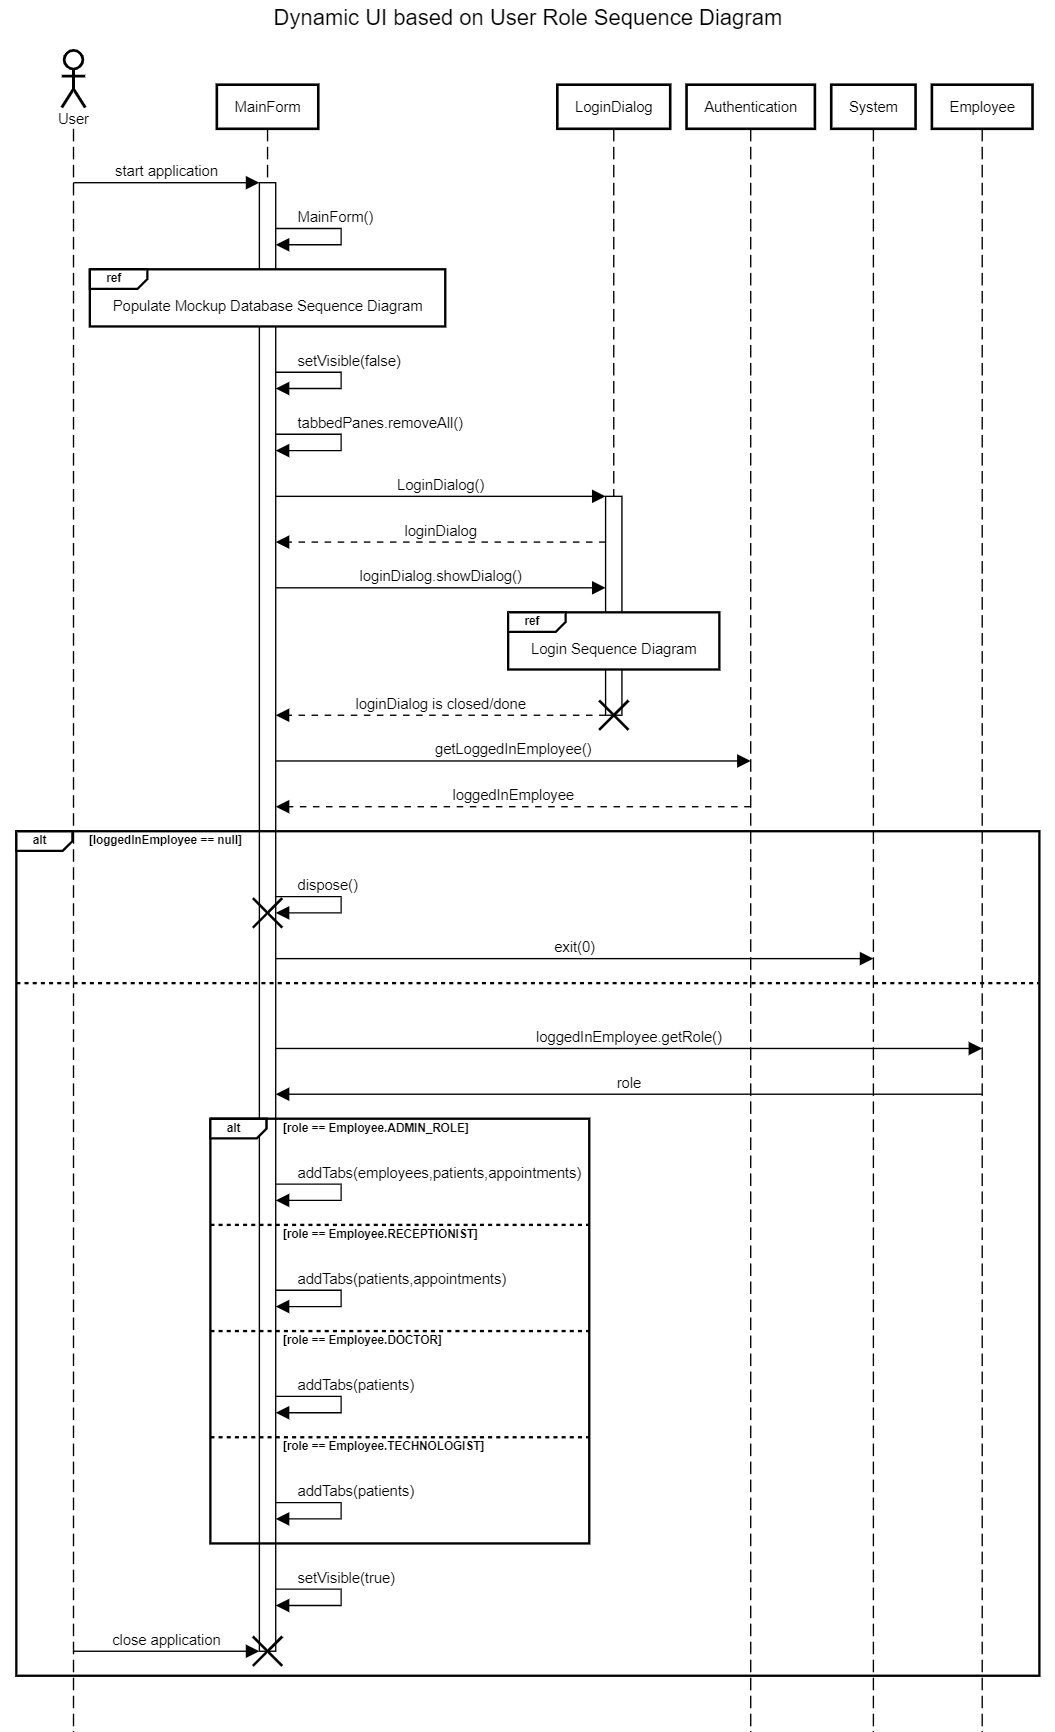 Dynamic UI based on User Role Sequence Diagram
User
MainForm
LoginDialog
Authentication
System
Employee
start application
MainForm()
ref
Populate Mockup Database Sequence Diagram
setVisible(false)
tabbedPanes.removeAll()
LoginDialog()
loginDialog
loginDialog.showDialog()
ref
Login Sequence Diagram
loginDialog is closed/done
getLoggedInEmployee()
loggedInEmployee
alt
[loggedInEmployee == null]
dispose()
exit(0)
loggedInEmployee.getRole()
role
alt
[role == Employee.ADMIN_ROLE]
addTabs(employees,patients,appointments)
[role == Employee.RECEPTIONIST]
addTabs(patients,appointments)
[role == Employee.DOCTOR]
addTabs(patients)
[role == Employee.TECHNOLOGIST]
addTabs(patients)
setVisible(true)
close application